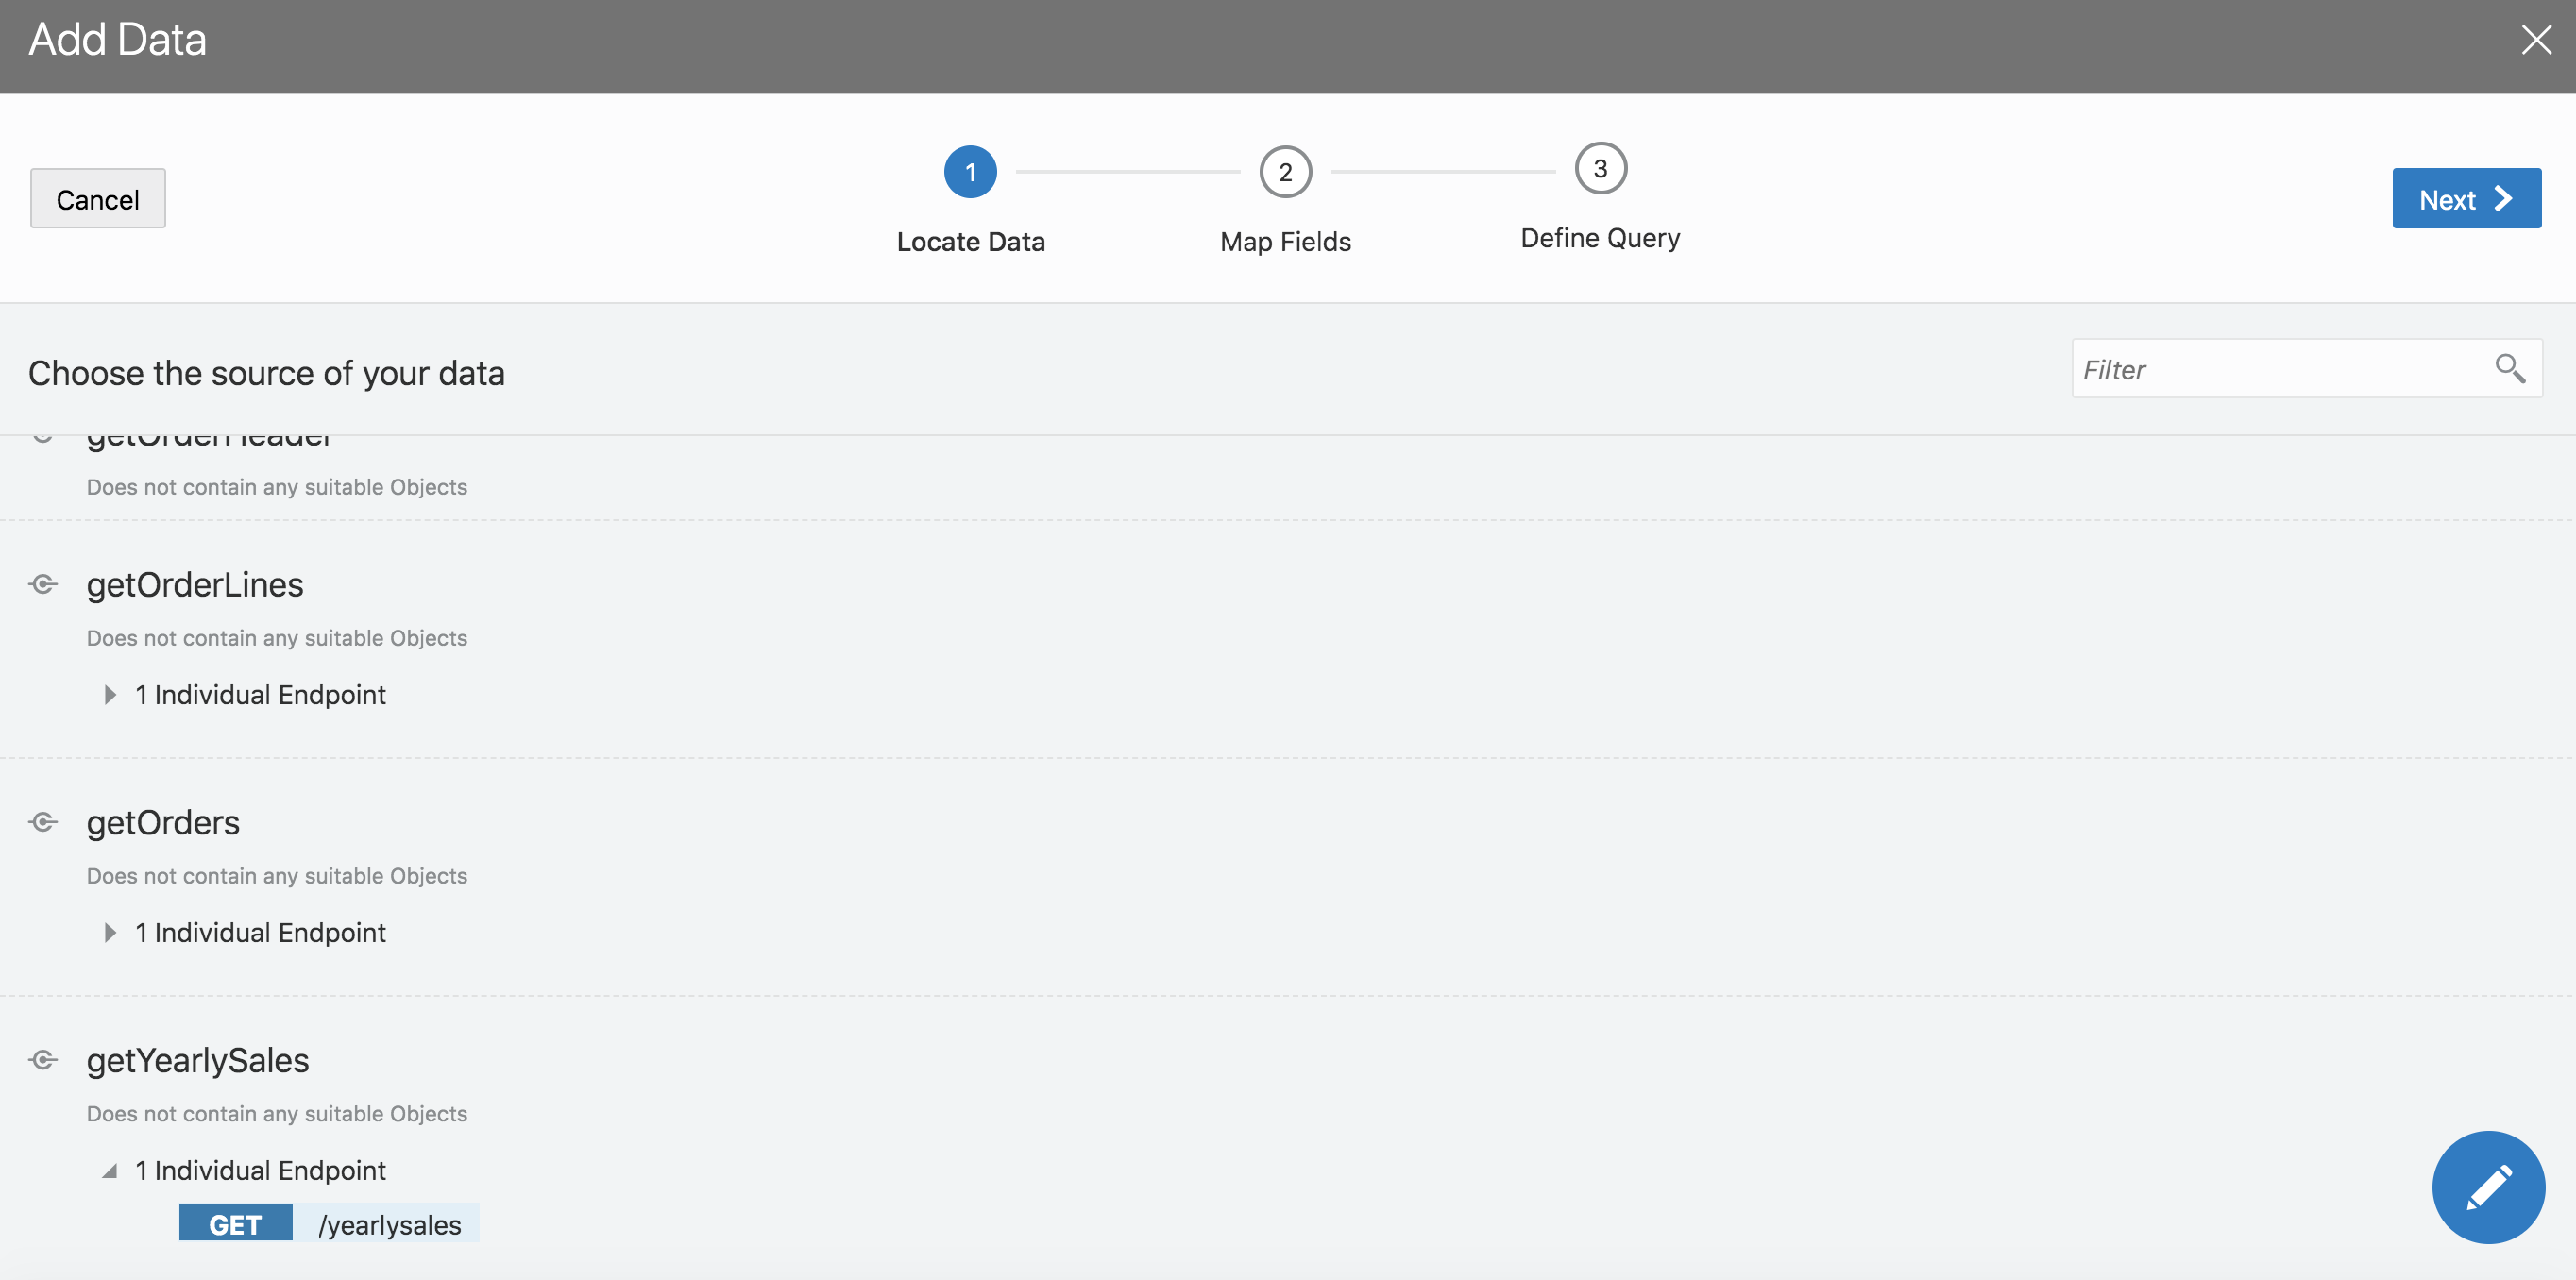 Add Data
Cancel
1
2
3
Next
Locate Data
Map Fields
Define Query
Choose the source of your data
Filter
getOrderHeader
Does not contain any suitable Objects
getOrderLines
Does not contain any suitable Objects
1 Individual Endpoint
getOrders
Does not contain any suitable Objects
1 Individual Endpoint
getYearlySales
Does not contain any suitable Objects
1 Individual Endpoint
GET /yearlysales